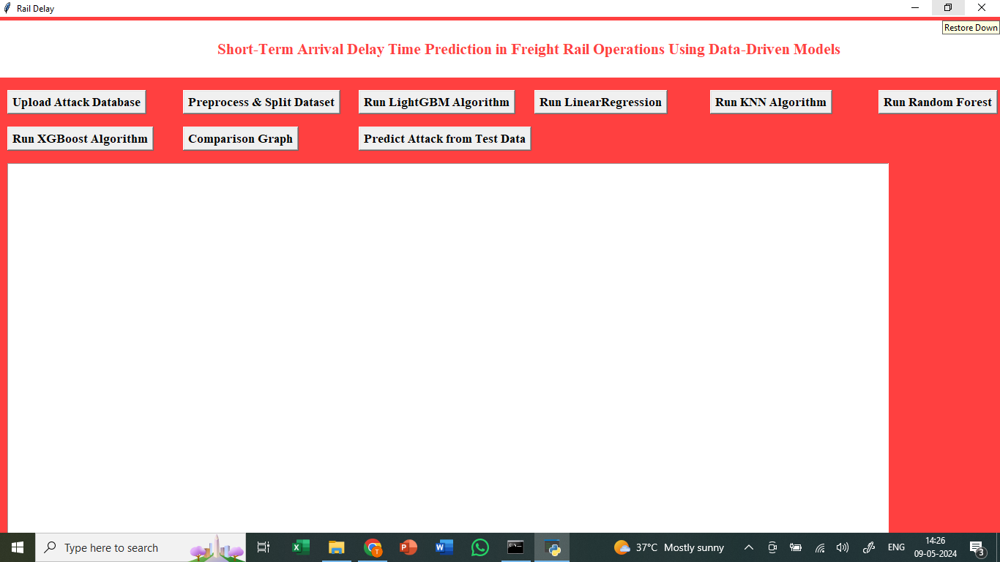 Rail Delay
Restore Down
Short-Term Arrival Delay Time Prediction in Freight Rail Operations Using Data-Driven Models
Upload Attack Database
Preprocess & Split Dataset
Run LightGBM Algorithm
Run LinearRegression
Run KNN Algorithm
Run Random Forest
Run XGBoost Algorithm
Comparison Graph
Predict Attack from Test Data
Type here to search
37°C Mostly sunny
ENG
14:26
09-05-2024
3